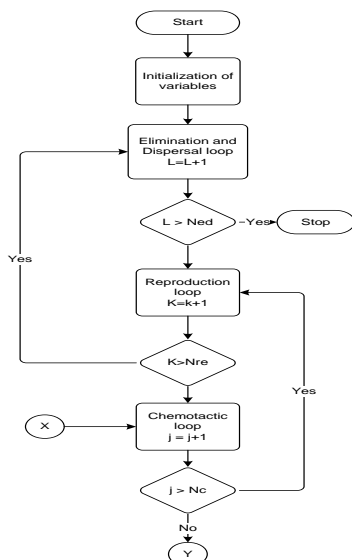 Start
Initialization of
variables
Elimination and
Dispersal loop
L=L+1
L > Ned
Yes
Stop
Yes
Reproduction
loop
K=k+1
K>Nre
Yes
X
Chemotactic
loop
j = j+1
j > Nc
No
Y